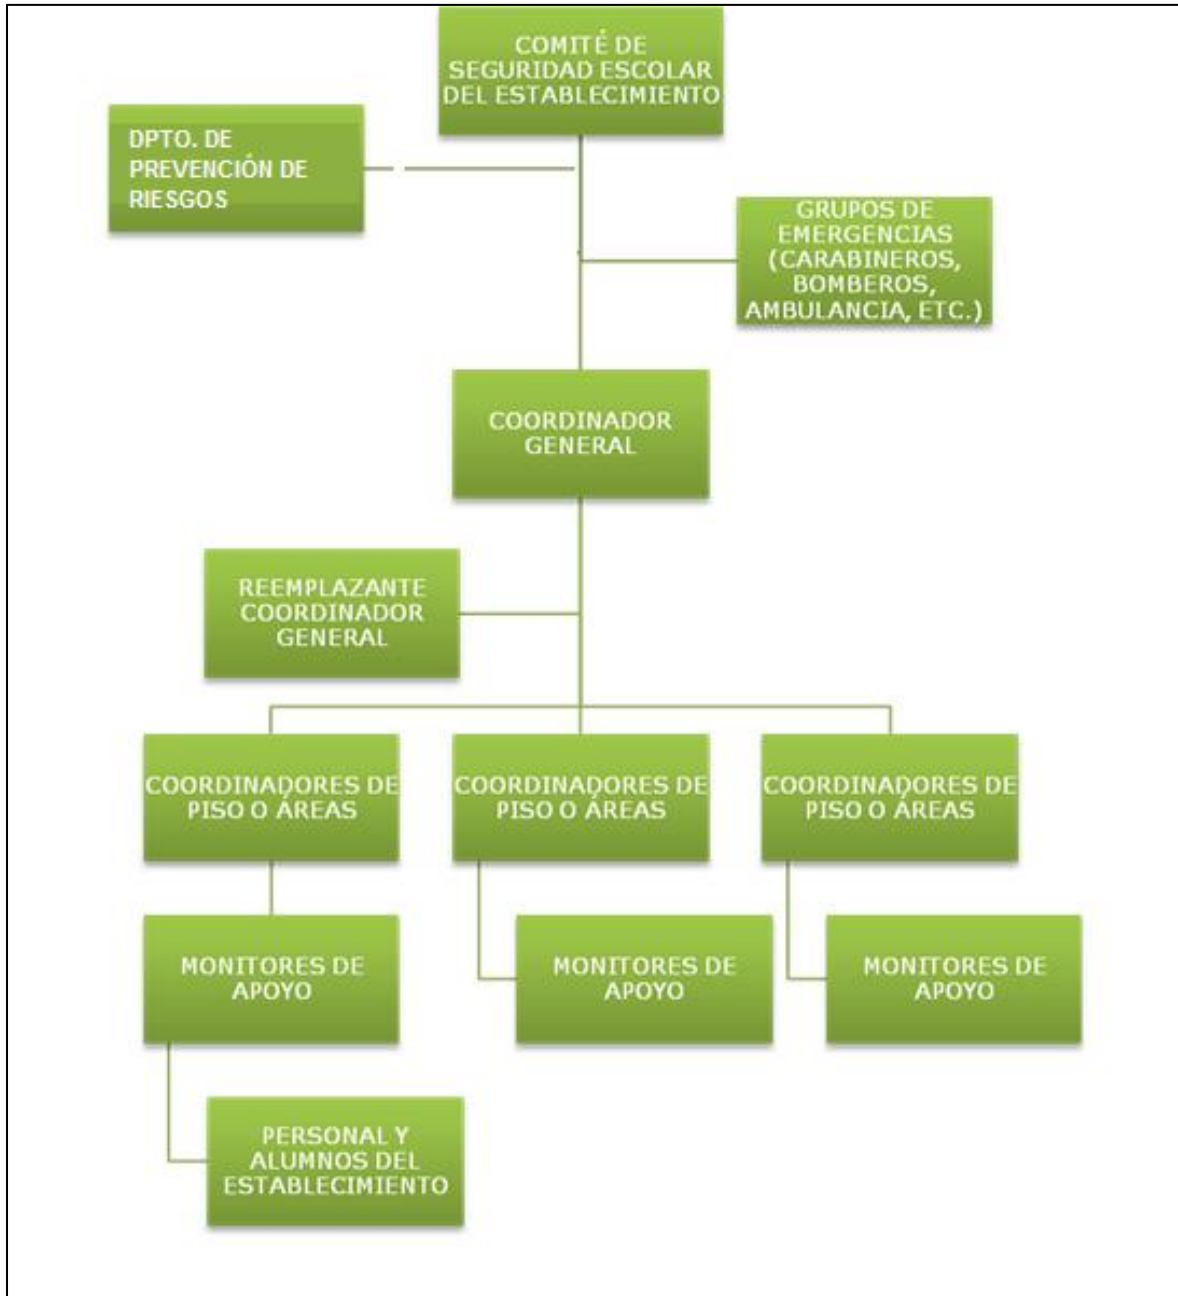 COMITÉ DE
SEGURIDAD ESCOLAR
DEL ESTABLECIMIENTO
DPTO. DE
PREVENCIÓN DE
RIESGOS
GRUPOS DE
EMERGENCIAS
(CARABINEROS,
BOMBEROS,
AMBULANCIA, ETC.)
COORDINADOR
GENERAL
REEMPLAZANTE
COORDINADOR
GENERAL
COORDINADORES DE
PISO O ÁREAS
COORDINADORES DE
PISO O ÁREAS
COORDINADORES DE
PISO O ÁREAS
MONITORES DE
APOYO
MONITORES DE
APOYO
MONITORES DE
APOYO
PERSONAL Y
ALUMNOS DEL
ESTABLECIMIENTO